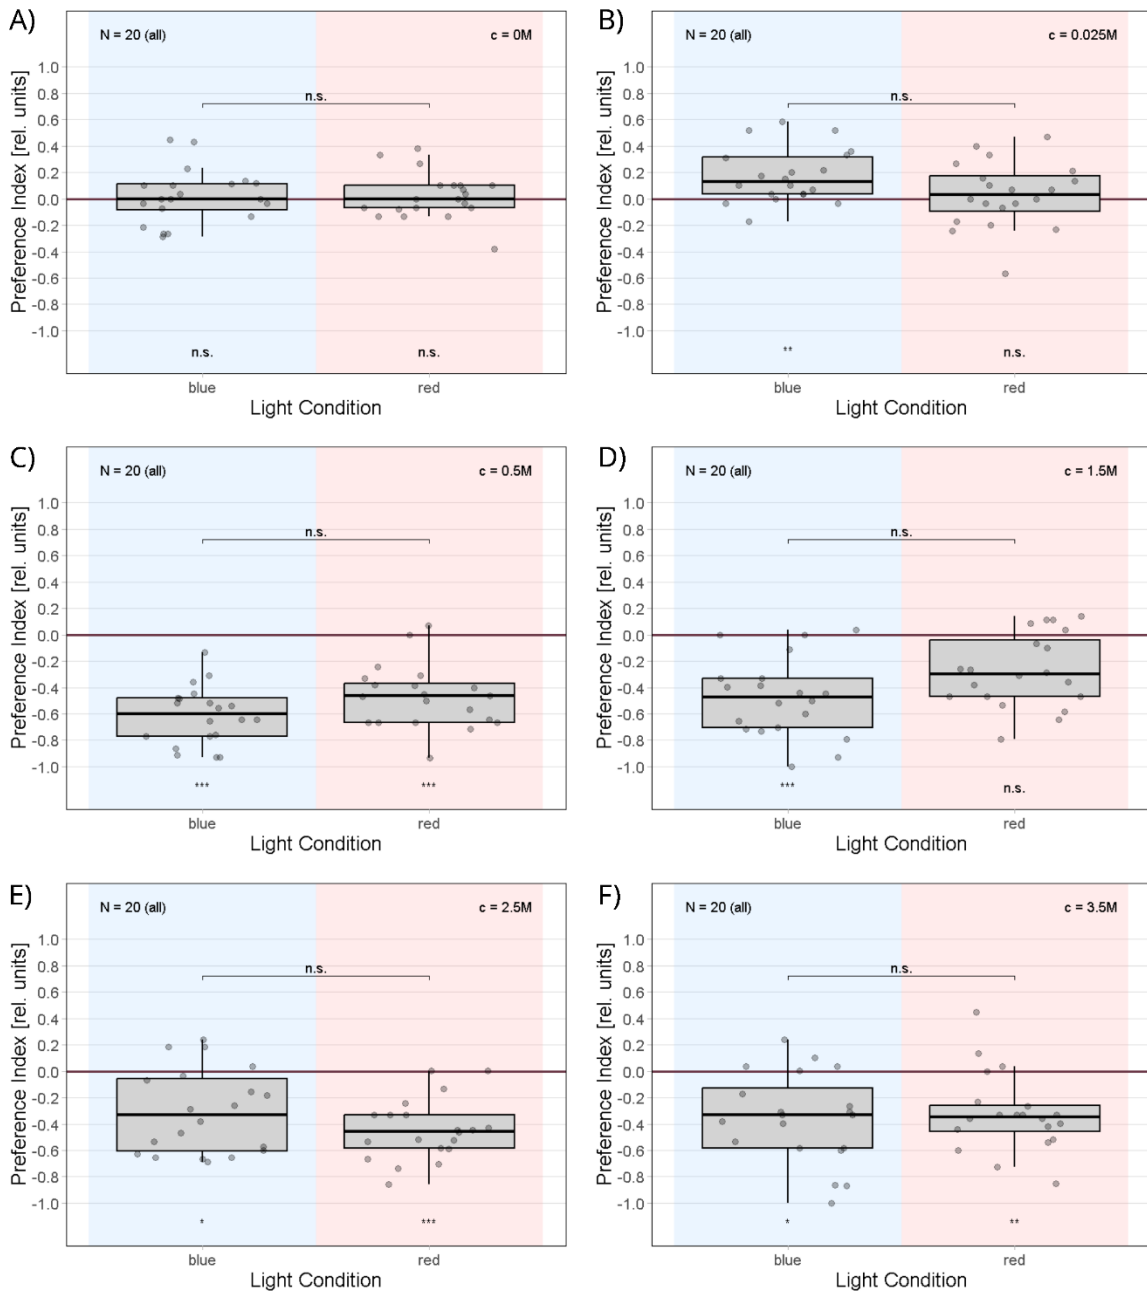 A)
N = 20 (all)
c = 0M
Preference Index [rel. units]
1.0
0.8
0.6
0.4
0.2
0.0
-0.2
-0.4
-0.6
-0.8
-1.0
n.s.
n.s.
n.s.
blue
red
Light Condition
B)
N = 20 (all)
c = 0.025M
Preference Index [rel. units]
1.0
0.8
0.6
0.4
0.2
0.0
-0.2
-0.4
-0.6
-0.8
-1.0
n.s.
**
n.s.
blue
red
Light Condition
C)
N = 20 (all)
c = 0.5M
Preference Index [rel. units]
1.0
0.8
0.6
0.4
0.2
0.0
-0.2
-0.4
-0.6
-0.8
-1.0
n.s.
***
***
blue
red
Light Condition
D)
N = 20 (all)
c = 1.5M
Preference Index [rel. units]
1.0
0.8
0.6
0.4
0.2
0.0
-0.2
-0.4
-0.6
-0.8
-1.0
n.s.
***
n.s.
blue
red
Light Condition
E)
N = 20 (all)
c = 2.5M
Preference Index [rel. units]
1.0
0.8
0.6
0.4
0.2
0.0
-0.2
-0.4
-0.6
-0.8
-1.0
n.s.
*
***
blue
red
Light Condition
F)
N = 20 (all)
c = 3.5M
Preference Index [rel. units]
1.0
0.8
0.6
0.4
0.2
0.0
-0.2
-0.4
-0.6
-0.8
-1.0
n.s.
*
**
blue
red
Light Condition